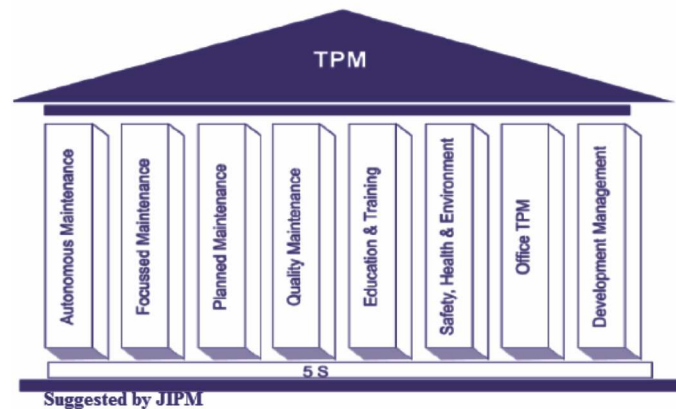 TPM
Autonomous Maintenance
Focussed Maintenance
Planned Maintenance
Quality Maintenance
Education & Training
Safety, Health & Environment
Office TPM
Development Management
5 S
Suggested by JIPM